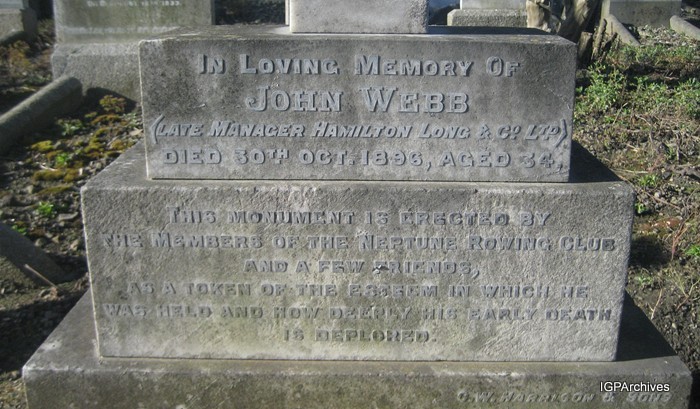 In Loving Memory Of
John Webb
(Late Manager Hamilton Long & Co. Ltd)
Died 30th Oct. 1896, Aged 34.
This monument is erected by
the Members of the Neptune Rowing Club
and a few friends,
as a token of the esteem in which he
was held and how deeply his early death
is deplored.
C.W. Harrison & Sons
IGPArchives